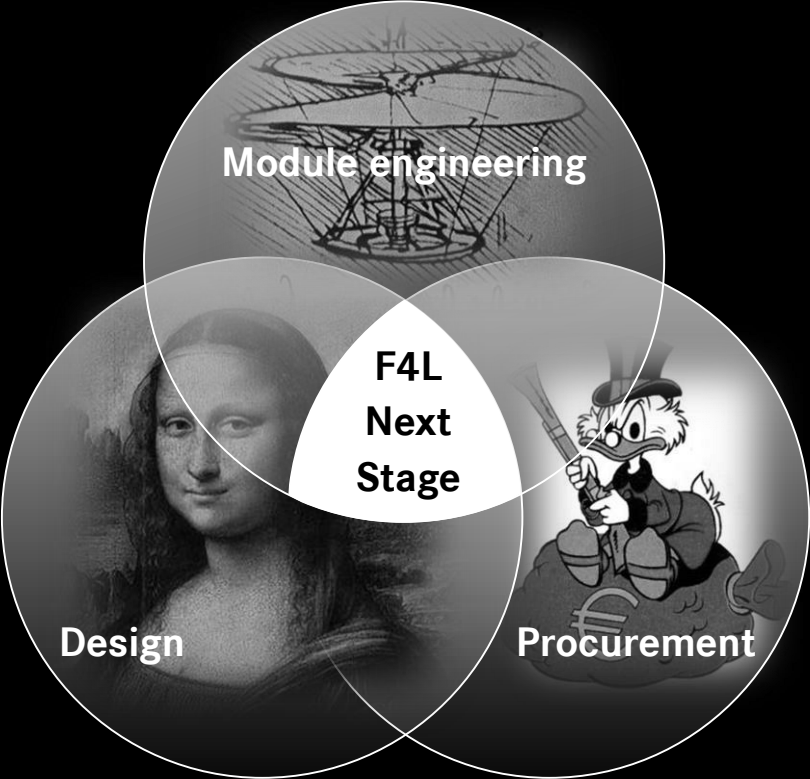 Module engineering
F4L
Next
Stage
Design
Procurement
€